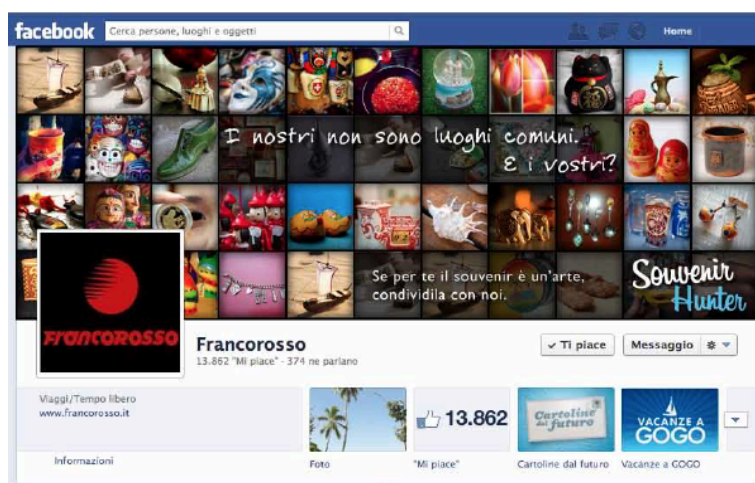 facebook
Cerca persone, luoghi e oggetti
Home
I nostri non sono luoghi comuni.
E i vostri?
Se per te il souvenir è un'arte,
condividila con noi.
Souvenir
Hunter
FRANCOROSSO
Francorosso
13.862 "Mi piace" · 374 ne parlano
Ti piace
Messaggio
Viaggi/Tempo libero
www.francorosso.it
Informazioni
13.862
Cartoline
dal futuro
VACANZE A
GOGO
Foto
"Mi piace"
Cartoline dal futuro
Vacanze a GOGO